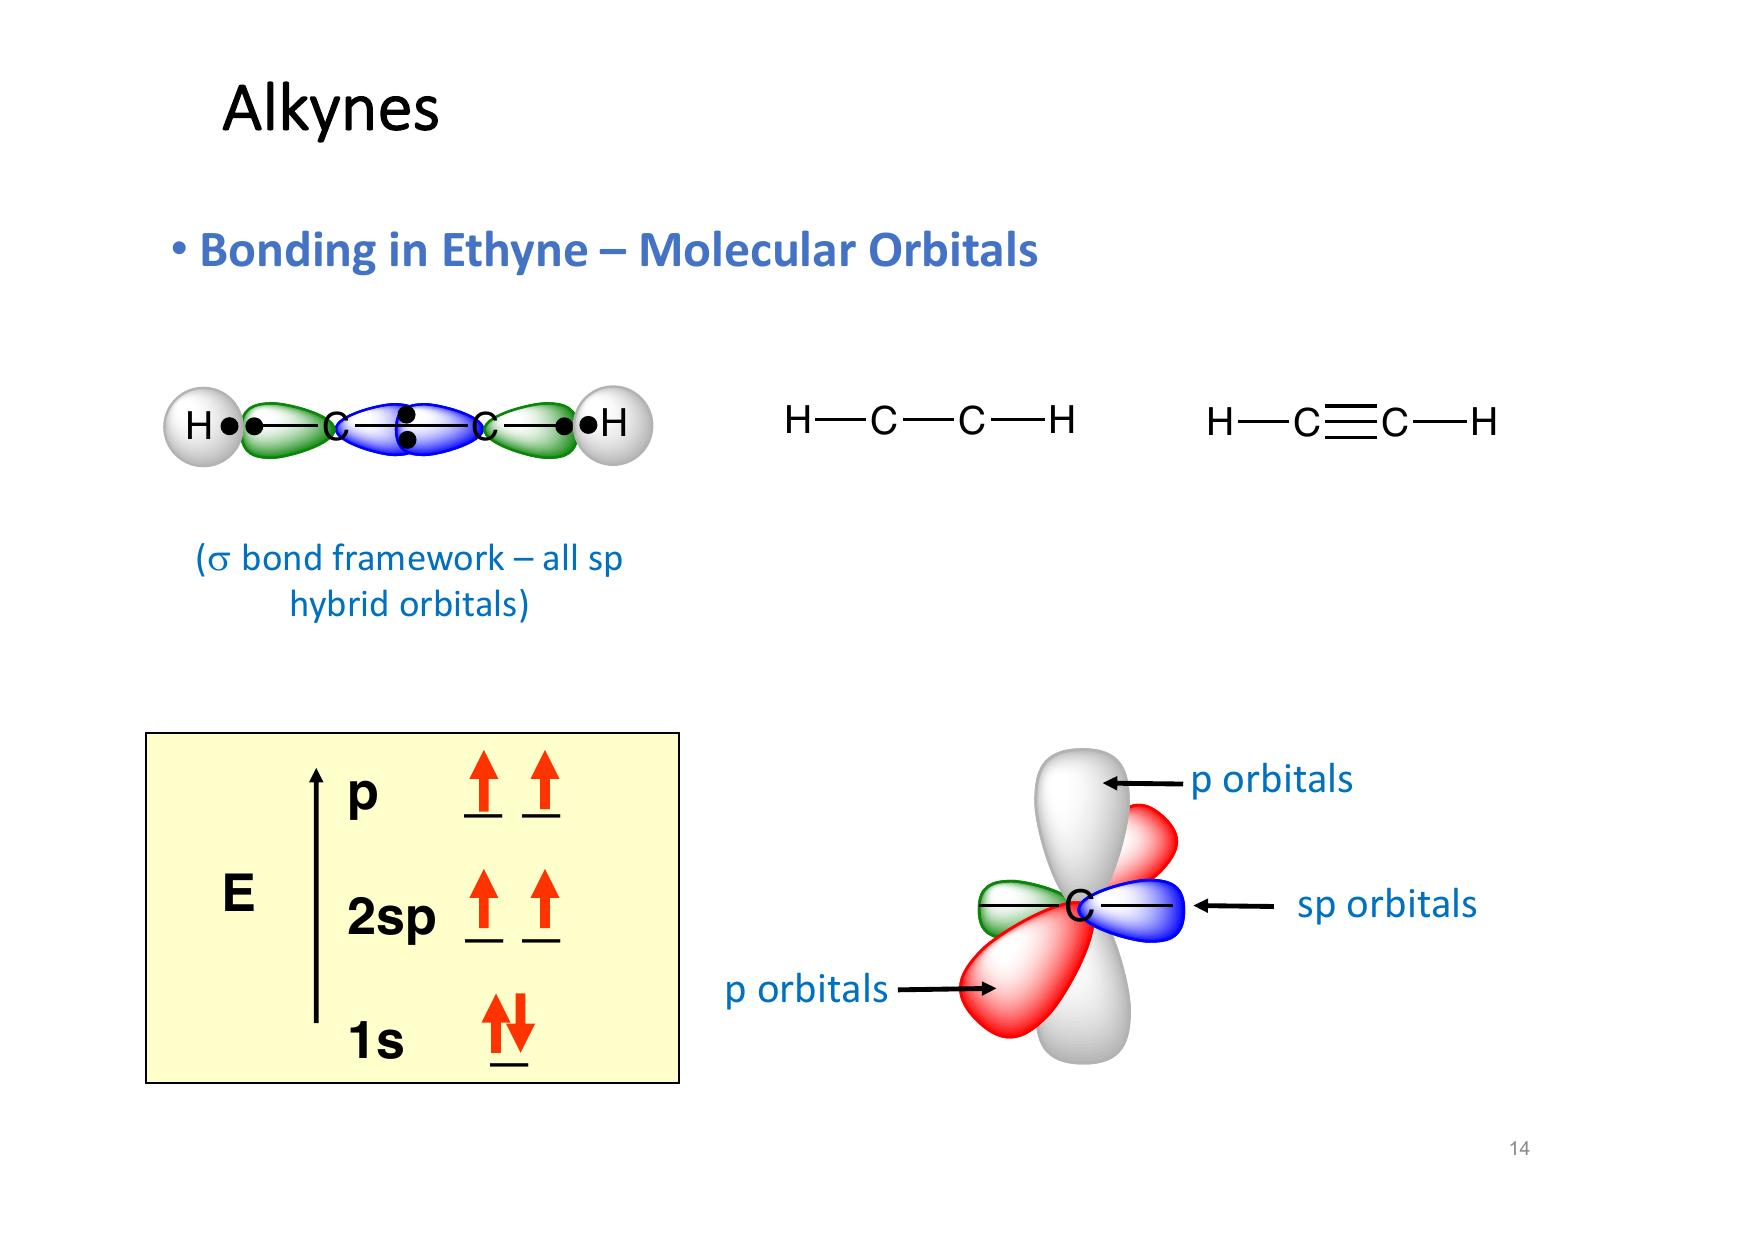 Alkynes
• Bonding in Ethyne – Molecular Orbitals
H C C H
H C C H
H C C H
(σ bond framework – all sp
hybrid orbitals)
p
E
2sp
1s
p orbitals
C
sp orbitals
p orbitals
14